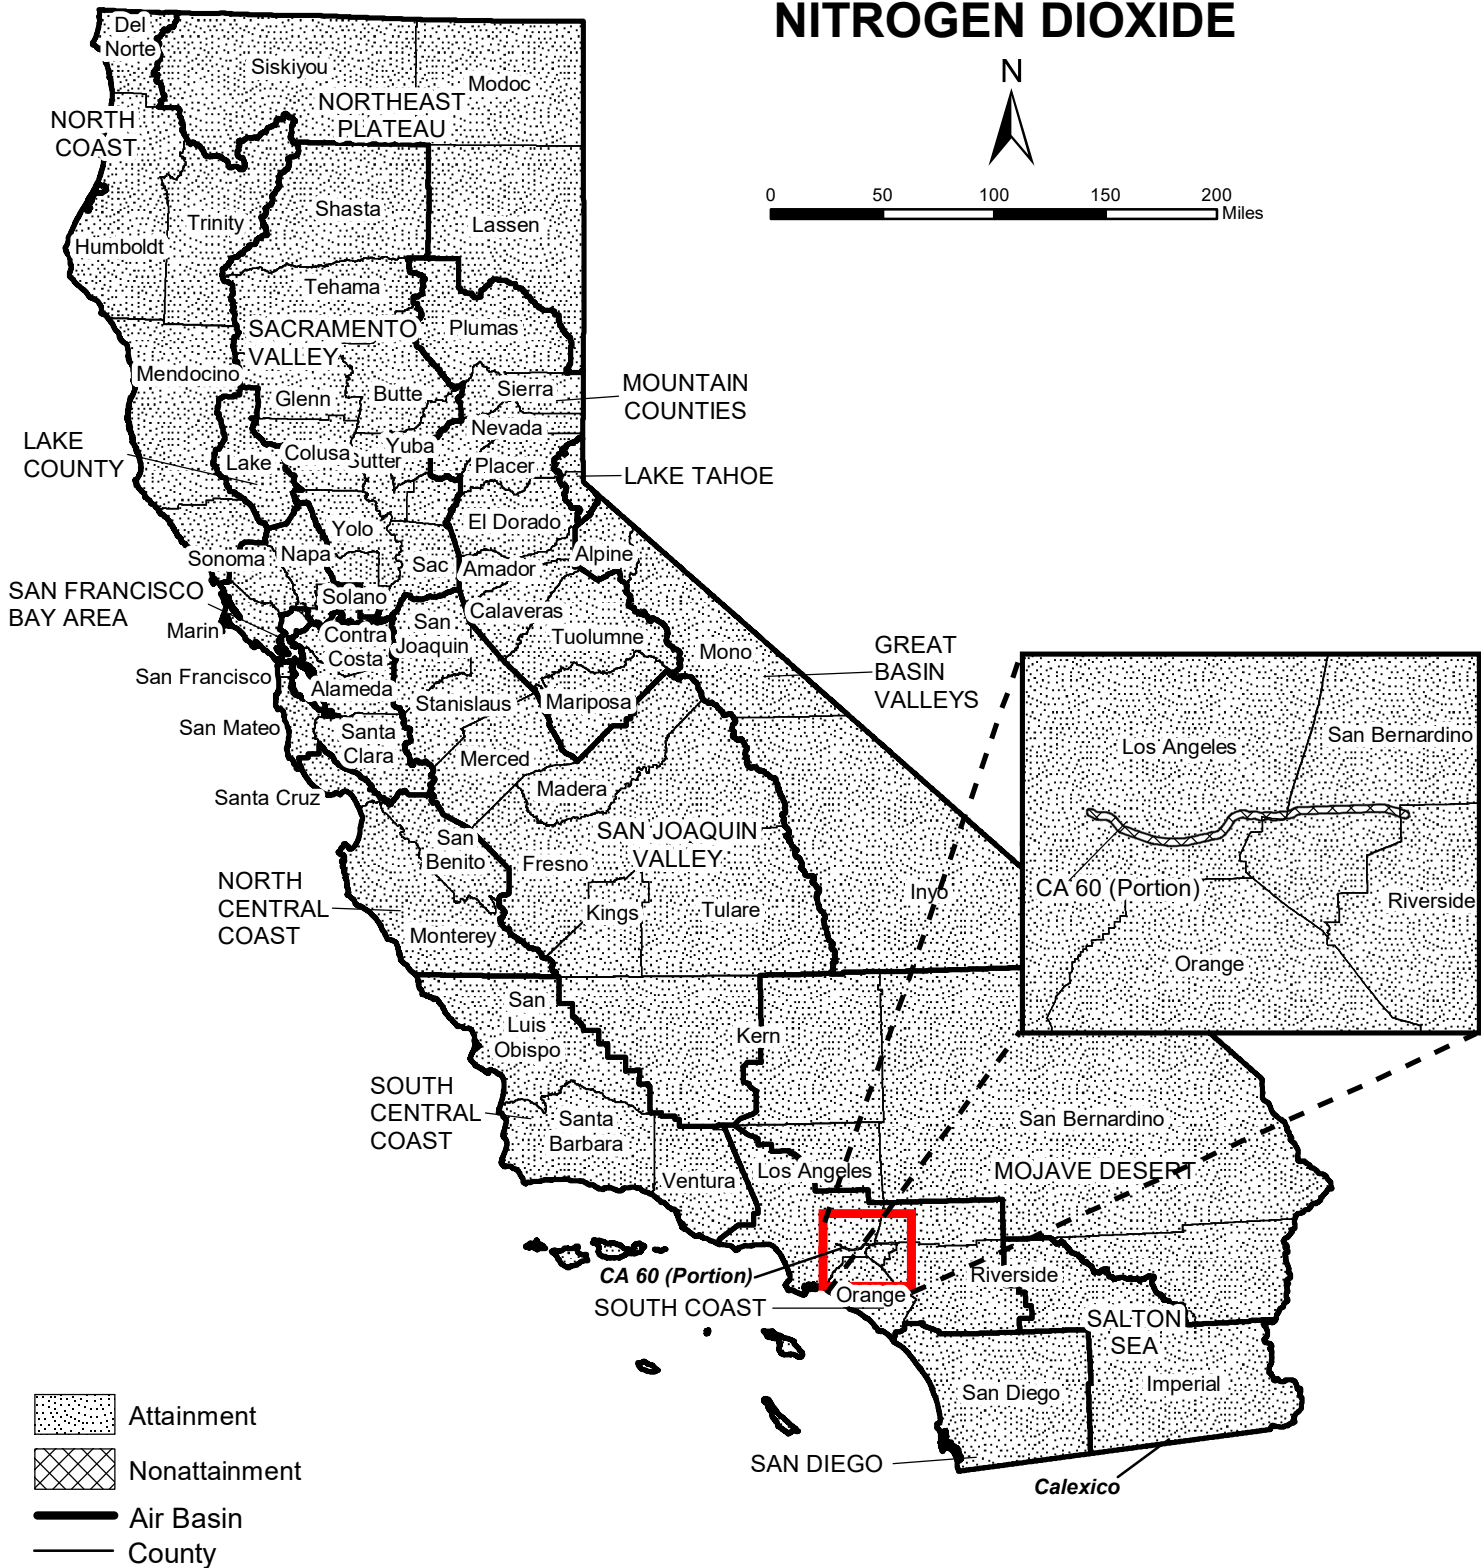 NITROGEN DIOXIDE
N
0 50 100 150 200
Miles
Del
Norte
Siskiyou
Modoc
NORTHEAST
PLATEAU
NORTH
COAST
Trinity
Shasta
Humboldt
Lassen
Tehama
SACRAMENTO
VALLEY
Plumas
Mendocino
Glenn
Butte
Sierra
MOUNTAIN
COUNTIES
Nevada
LAKE
COUNTY
Lake
Colusa
Sutter
Yuba
Placer
LAKE TAHOE
Yolo
El Dorado
Sonoma
Napa
Sac
Amador
Alpine
SAN FRANCISCO
BAY AREA
Solano
Marin
Contra
Costa
San
Joaquin
Calaveras
Tuolumne
Mono
GREAT
BASIN
VALLEYS
San Francisco
Alameda
Stanislaus
Mariposa
San Mateo
Santa
Clara
Merced
Santa Cruz
Madera
San
Benito
SAN JOAQUIN
VALLEY
Fresno
Inyo
NORTH
CENTRAL
COAST
Kings
Tulare
Monterey
Los Angeles
San Bernardino
CA 60 (Portion)
Riverside
Orange
San
Luis
Obispo
Kern
SOUTH
CENTRAL
COAST
Santa
Barbara
San Bernardino
Ventura
Los Angeles
MOJAVE DESERT
CA 60 (Portion)
Riverside
Orange
SOUTH COAST
SALTON
SEA
San Diego
Imperial
SAN DIEGO
Calexico
Attainment
Nonattainment
Air Basin
County